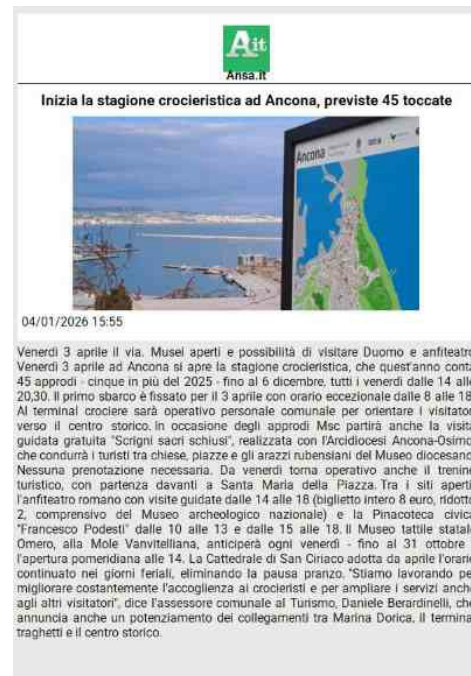 Ait
Ansa.it
Inizia la stagione crocieristica ad Ancona, previste 45 toccate
Ancona
04/01/2026 15:55
Venerdì 3 aprile il via. Musei aperti e possibilità di visitare Duomo e anfiteatro
Venerdì 3 aprile ad Ancona si apre la stagione crocieristica, che quest'anno conta
45 approdi - cinque in più del 2025 - fino al 6 dicembre, tutti i venerdì dalle 14 alle
20,30. Il primo sbarco è fissato per il 3 aprile con orario eccezionale dalle 8 alle 18.
Al terminal crociere sarà operativo personale comunale per orientare i visitator
verso il centro storico. In occasione degli approdi Msc partirà anche la visita
guidata gratuita "Scrigni sacri schiusi", realizzata con l'Arcidiocesi Ancona-Osimo
che condurrà i turisti tra chiese, piazze e gli arazzi rubensiani del Museo diocesano
Nessuna prenotazione necessaria. Da venerdì torna operativo anche il trenino
turistico, con partenza davanti a Santa Maria della Piazza. Tra i siti aperti
l'anfiteatro romano con visite guidate dalle 14 alle 18 (biglietto intero 8 euro, ridotto
2, comprensivo del Museo archeologico nazionale) e la Pinacoteca civica
"Francesco Podesti" dalle 10 alle 13 e dalle 15 alle 18. Il Museo tattile statale
Omero, alla Mole Vanvitelliana, anticiperà ogni venerdì - fino al 31 ottobre -
l'apertura pomeridiana alle 14. La Cattedrale di San Ciriaco adotta da aprile l'orario
continuato nei giorni feriali, eliminando la pausa pranzo. "Stiamo lavorando per
migliorare costantemente l'accoglienza ai crocieristi e per ampliare i servizi anche
agli altri visitatori", dice l'assessore comunale al Turismo, Daniele Berardinelli, che
annuncia anche un potenziamento dei collegamenti tra Marina Dorica, il terminal
traghetti e il centro storico.